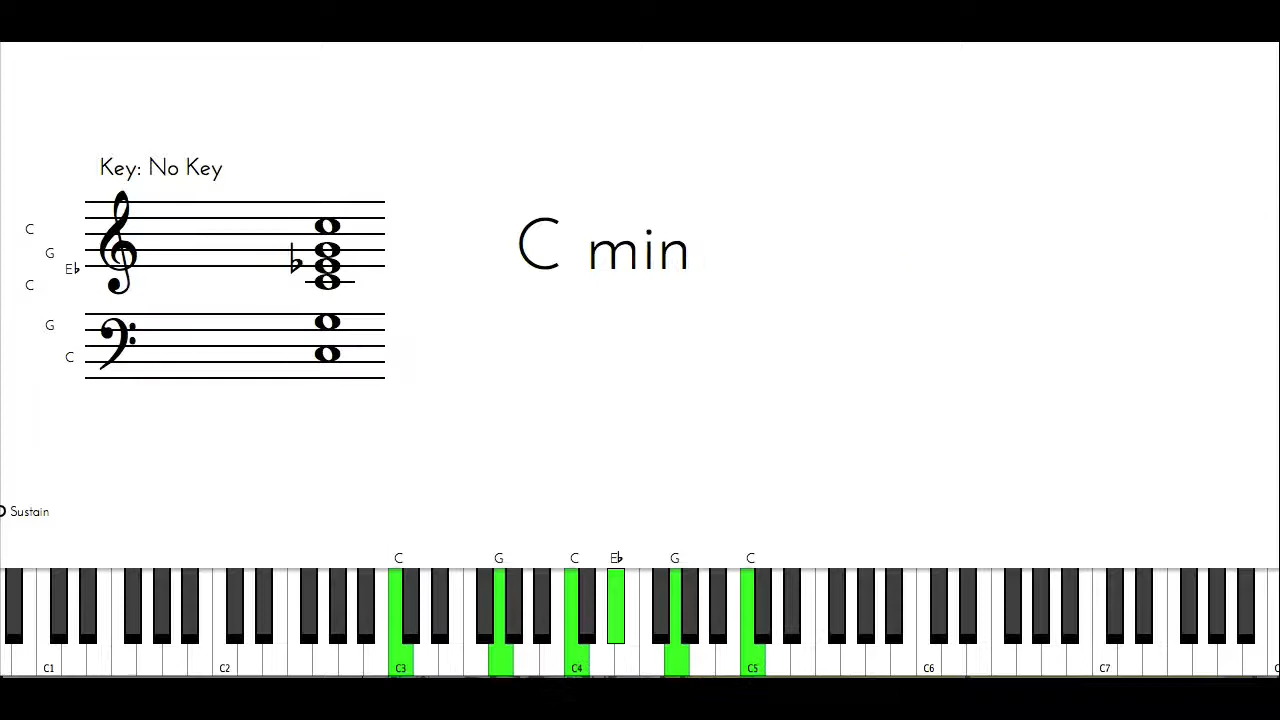 Key: No Key
C
G
E♭
C
G
C
C min
Sustain
C G C E♭ G C
C1 C2 C3 C4 C5 C6 C7